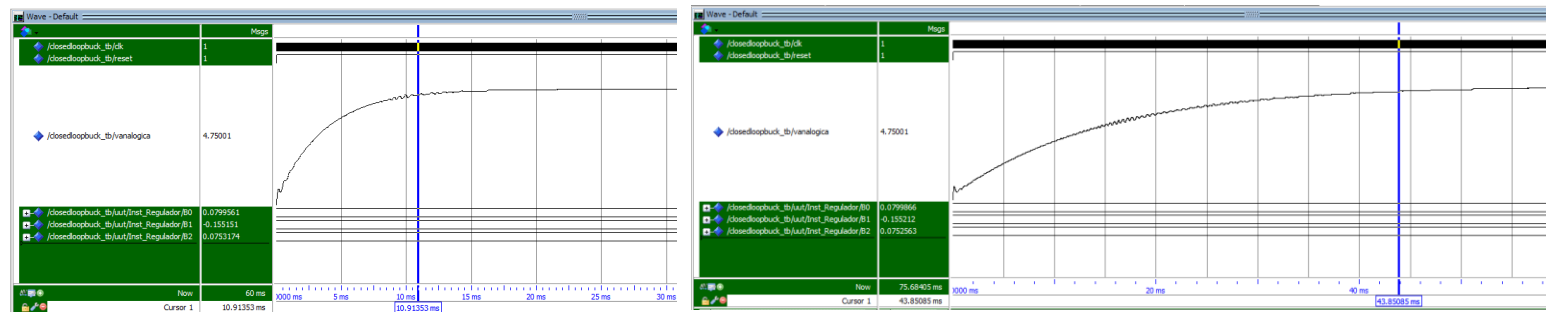 Wave - Default
Msgs
/closedloopbuck_tb/clk 1
/closedloopbuck_tb/reset 1
/closedloopbuck_tb/vanalogica 4.75001
/closedloopbuck_tb/uut/Inst_Regulador/B0 0.0799561
/closedloopbuck_tb/uut/Inst_Regulador/B1 -0.155151
/closedloopbuck_tb/uut/Inst_Regulador/B2 0.0753174
Now 60 ms
0000 ms 5 ms 10 ms 15 ms 20 ms 25 ms 30 ms
Cursor 1 10.91353 ms
10.91353 ms
Wave - Default
Msgs
/closedloopbuck_tb/clk 1
/closedloopbuck_tb/reset 1
/closedloopbuck_tb/vanalogica 4.75001
/closedloopbuck_tb/uut/Inst_Regulador/B0 0.0799866
/closedloopbuck_tb/uut/Inst_Regulador/B1 -0.155212
/closedloopbuck_tb/uut/Inst_Regulador/B2 0.0752563
Now 75.68405 ms
0000 ms 20 ms 40 ms
Cursor 1 43.85085 ms
43.85085 ms